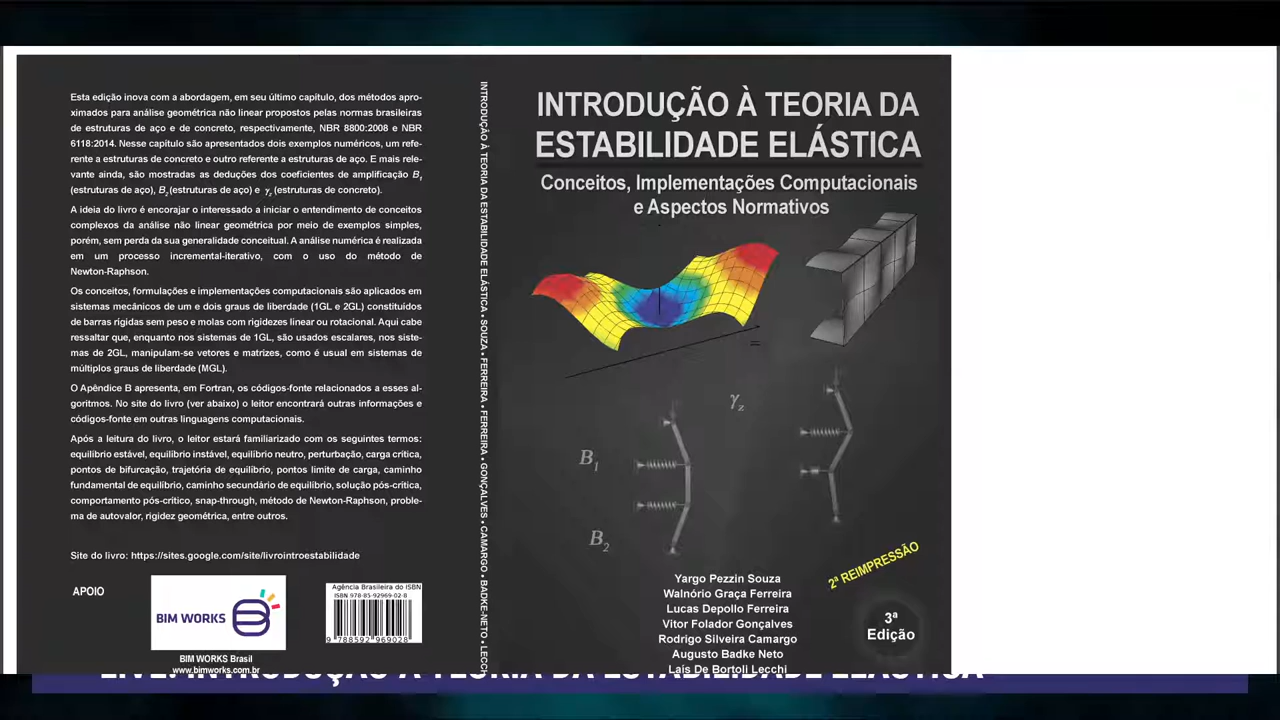 Esta edição inova com a abordagem, em seu último capítulo, dos métodos apro-
ximados para análise geométrica não linear propostos pelas normas brasileiras
de estruturas de aço e de concreto, respectivamente, NBR 8800:2008 e NBR
6118:2014. Nesse capítulo são apresentados dois exemplos numéricos, um refe-
rente a estruturas de concreto e outro referente a estruturas de aço. E mais rele-
vante ainda, são mostradas as deduções dos coeficientes de amplificação B1
(estruturas de aço), B2 (estruturas de aço) e γz (estruturas de concreto).
A ideia do livro é encorajar o interessado a iniciar o entendimento de conceitos
complexos da análise não linear geométrica por meio de exemplos simples,
porém, sem perda da sua generalidade conceitual. A análise numérica é realizada
em um processo incremental-iterativo, com o uso do método de
Newton-Raphson.
Os conceitos, formulações e implementações computacionais são aplicados em
sistemas mecânicos de um e dois graus de liberdade (1GL e 2GL) constituídos
de barras rígidas sem peso e molas com rigidezes linear ou rotacional. Aqui cabe
ressaltar que, enquanto nos sistemas de 1GL, são usados escalares, nos siste-
mas de 2GL, manipulam-se vetores e matrizes, como é usual em sistemas de
múltiplos graus de liberdade (MGL).
O Apêndice B apresenta, em Fortran, os códigos-fonte relacionados a esses al-
goritmos. No site do livro (ver abaixo) o leitor encontrará outras informações e
códigos-fonte em outras linguagens computacionais.
Após a leitura do livro, o leitor estará familiarizado com os seguintes termos:
equilíbrio estável, equilíbrio instável, equilíbrio neutro, perturbação, carga crítica,
pontos de bifurcação, trajetória de equilíbrio, pontos limite de carga, caminho
fundamental de equilíbrio, caminho secundário de equilíbrio, solução pós-crítica,
comportamento pós-crítico, snap-through, método de Newton-Raphson, proble-
ma de autovalor, rigidez geométrica, entre outros.
Site do livro: https://sites.google.com/site/livrointroestabilidade
APOIO
BIM WORKS
BIM WORKS Brasil
www.bimworks.com.br
Agência Brasileira do ISBN
ISBN 978-85-92969-02-8
9 788592 969028
INTRODUÇÃO À TEORIA DA ESTABILIDADE ELÁSTICA • SOUZA • FERREIRA • FERREIRA • GONÇALVES • CAMARGO • BADKE-NETO • LECCH
INTRODUÇÃO À TEORIA DA
ESTABILIDADE ELÁSTICA
Conceitos, Implementações Computacionais
e Aspectos Normativos
γz
B1
B2
Yargo Pezzin Souza
Walnório Graça Ferreira
Lucas Depollo Ferreira
Vitor Folador Gonçalves
Rodrigo Silveira Camargo
Augusto Badke Neto
Lais De Bortoli Lecchi
2ª REIMPRESSÃO
3ª
Edição
LIVE: INTRODUÇÃO À TEORIA DA ESTABILIDADE ELÁSTICA